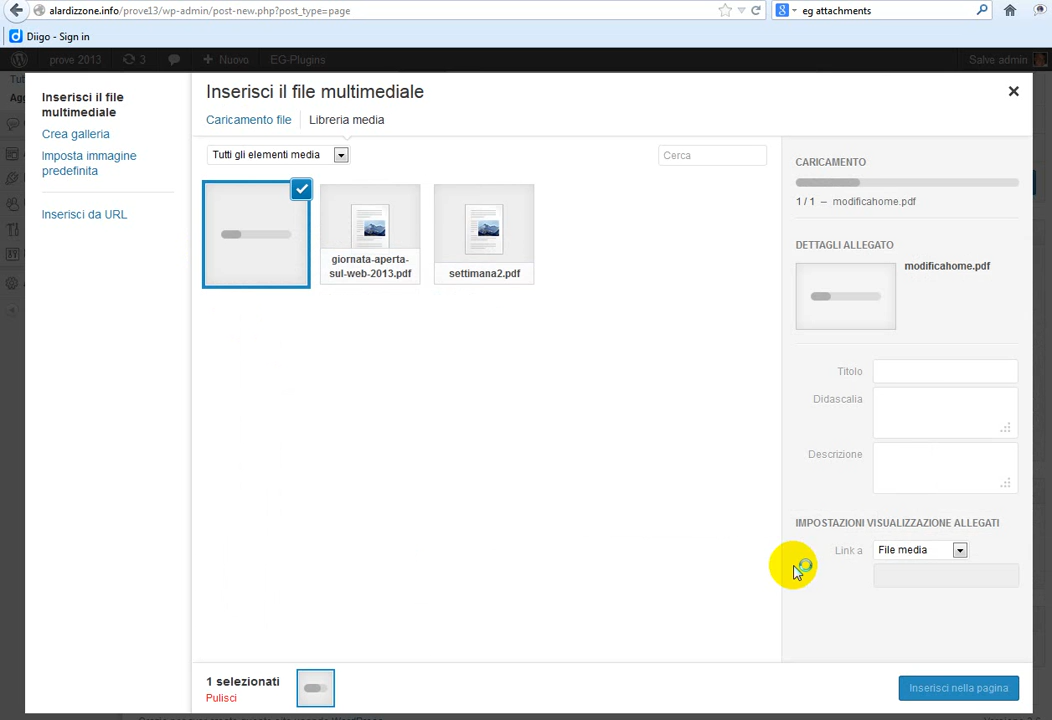 alardizzone.info/prove13/wp-admin/post-new.php?post_type=page
eg attachments
Diigo - Sign in
prove 2013
3
Nuovo
EG-Plugins
Salve admin
Inserisci il file
multimediale
Crea galleria
Imposta immagine
predefinita
Inserisci da URL
Inserisci il file multimediale
Caricamento file
Libreria media
Tutti gli elementi media
Cerca
giornata-aperta-
sul-web-2013.pdf
settimana2.pdf
CARICAMENTO
1 / 1 – modificahome.pdf
DETTAGLI ALLEGATO
modificahome.pdf
Titolo
Didascalia
Descrizione
IMPOSTAZIONI VISUALIZZAZIONE ALLEGATI
Link a
File media
1 selezionati
Pulisci
Inserisci nella pagina